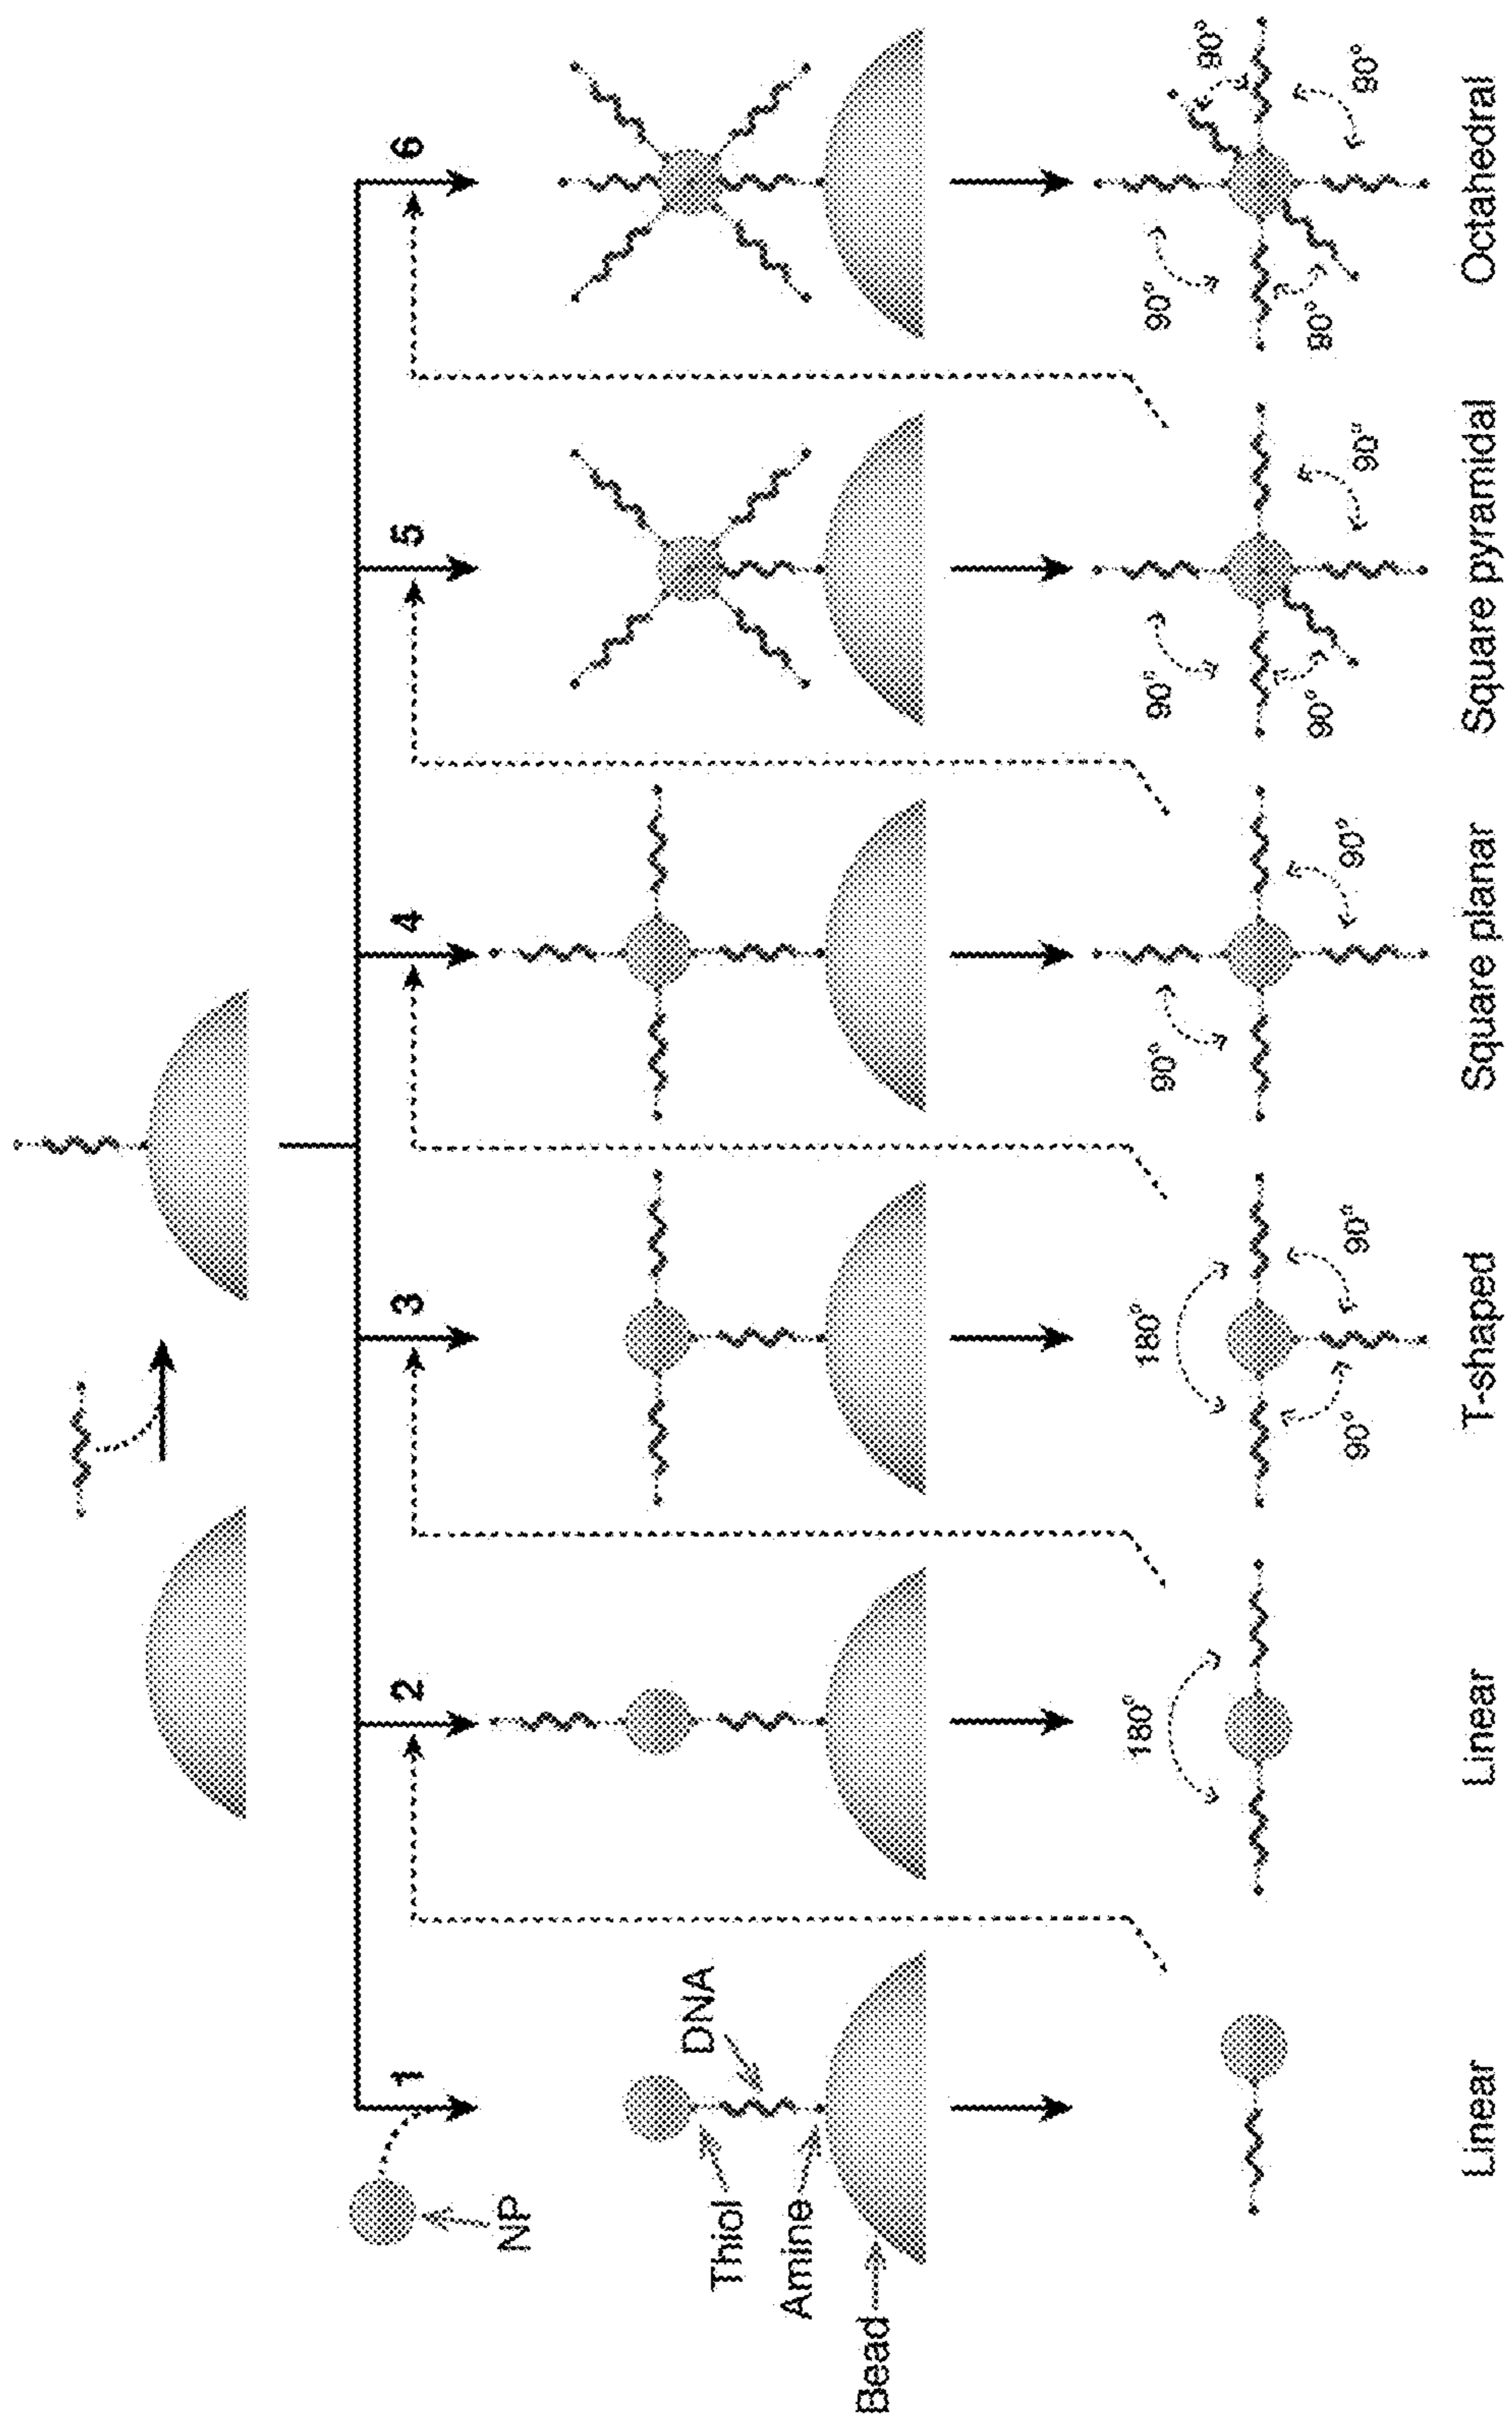 1 2 3 4 5 6
NP
DNA
Thiol
Amine
Bead
180° 180° 90° 90° 90° 90°
90° 90°
90° 90° 90° 90° 90°
Linear Linear T-shaped Square planar Square pyramidal Octahedral